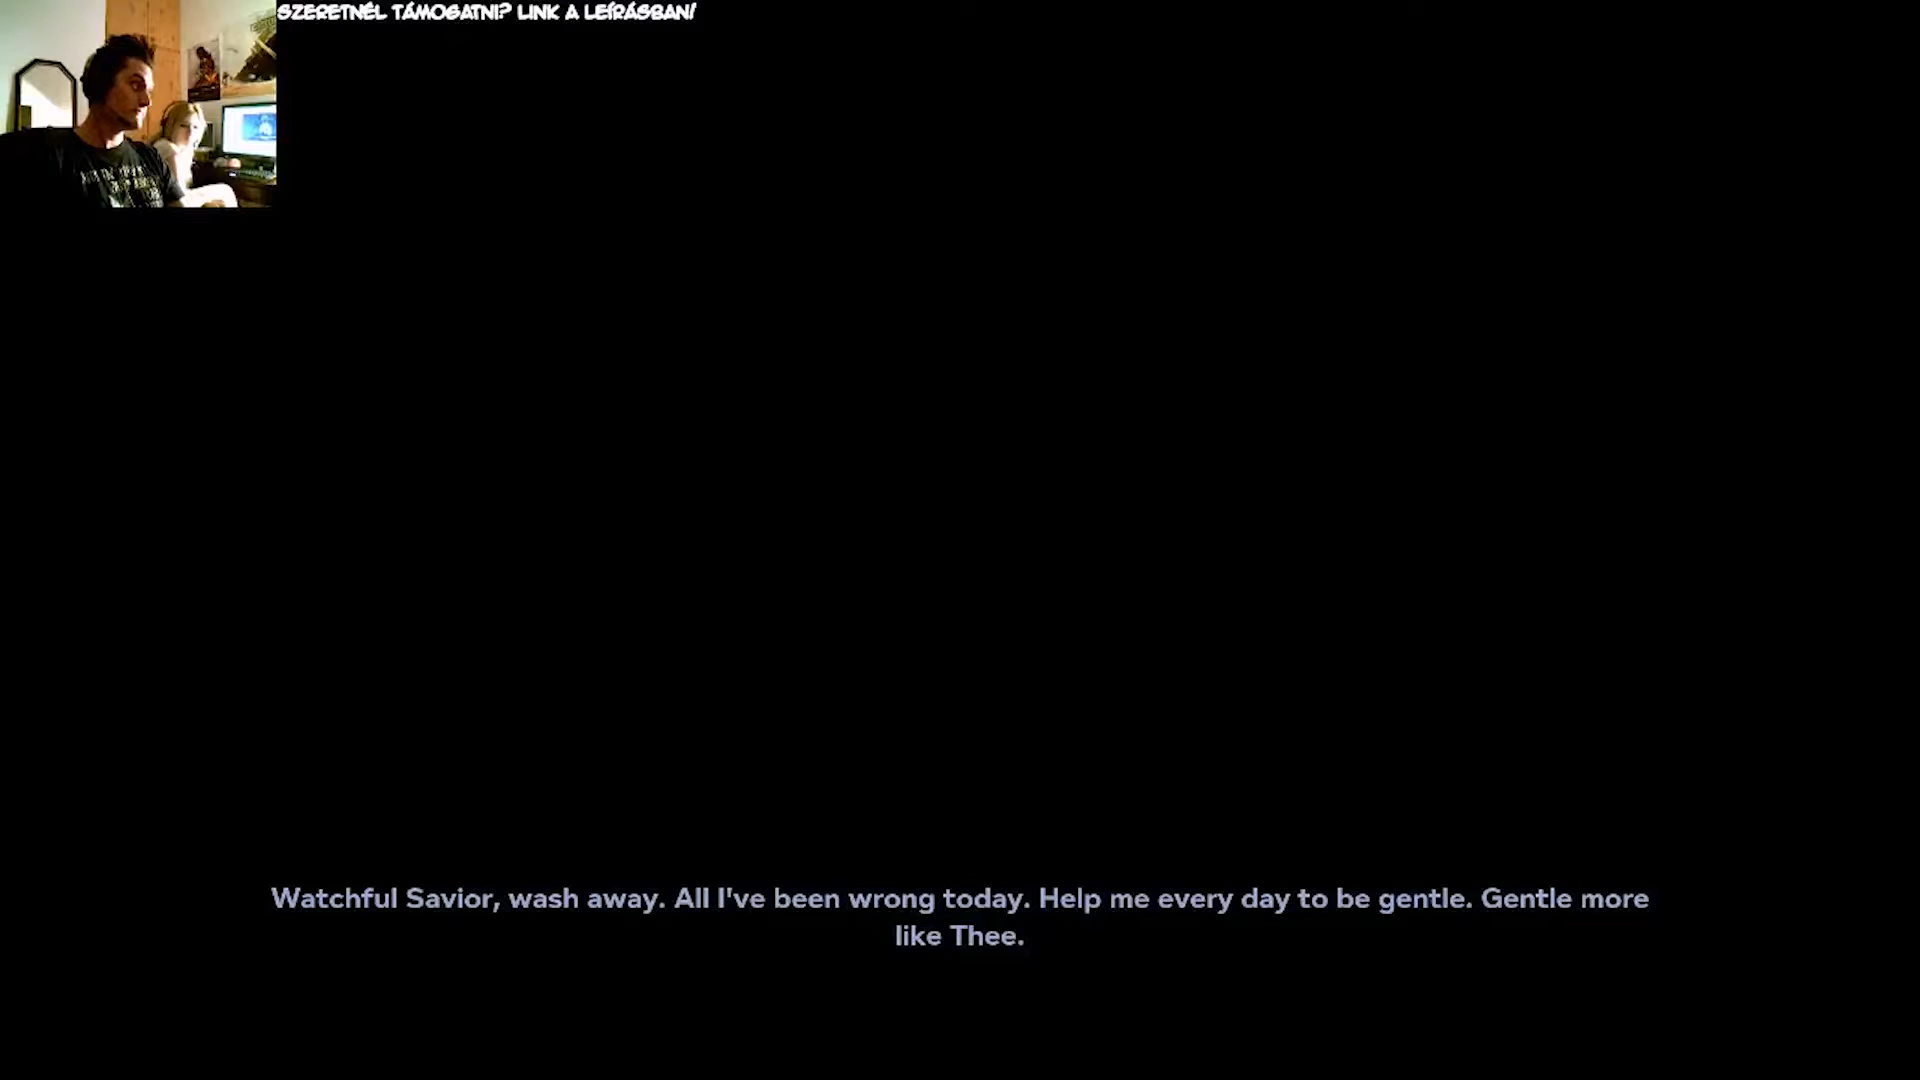 SZERETNÉL TÁMOGATNI? LINK A LEÍRÁSBAN!
Watchful Savior, wash away. All I've been wrong today. Help me every day to be gentle. Gentle more
like Thee.